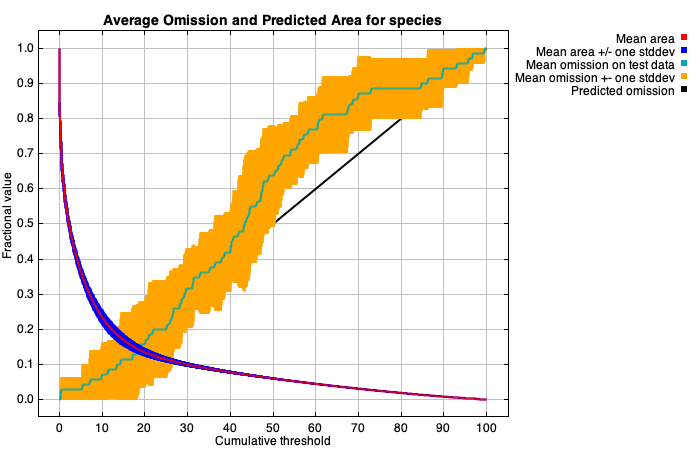 Average Omission and Predicted Area for species
Mean area
Mean area +/- one stddev
Mean omission on test data
Mean omission +- one stddev
Predicted omission
Fractional value
1.0
0.9
0.8
0.7
0.6
0.5
0.4
0.3
0.2
0.1
0.0
0 10 20 30 40 50 60 70 80 90 100
Cumulative threshold